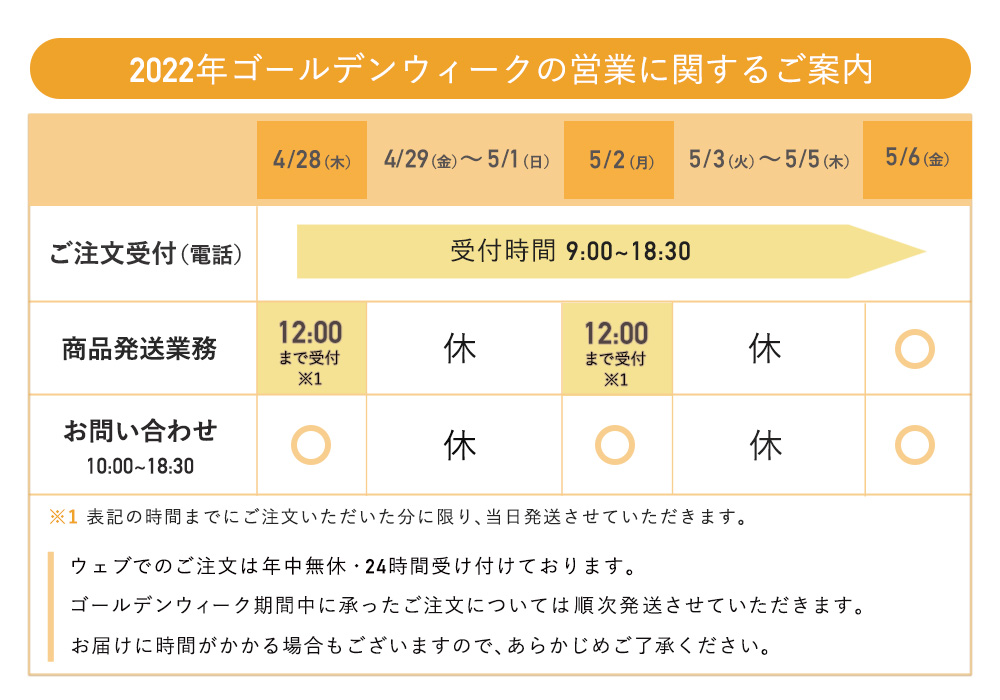 2022年ゴールデンウィークの営業に関するご案内
4/28(木) 4/29(金)〜5/1(日) 5/2(月) 5/3(火)〜5/5(木) 5/6(金)
ご注文受付(電話) 受付時間 9:00~18:30
商品発送業務
12:00
まで受付
※1
休
12:00
まで受付
※1
休
○
お問い合わせ
10:00~18:30
○ 休 ○ 休 ○
※1 表記の時間までにご注文いただいた分に限り、当日発送させていただきます。
ウェブでのご注文は年中無休・24時間受け付けております。
ゴールデンウィーク期間中に承ったご注文については順次発送させていただきます。
お届けに時間がかかる場合もございますので、あらかじめご了承ください。